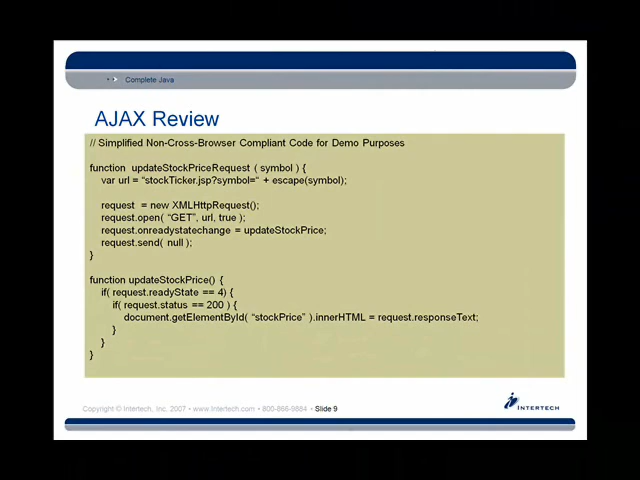 Complete Java
AJAX Review
// Simplified Non-Cross-Browser Compliant Code for Demo Purposes
function updateStockPriceRequest ( symbol ) {
var url = “stockTicker.jsp?symbol=“ + escape(symbol);
request = new XMLHttpRequest();
request.open( “GET”, url, true );
request.onreadystatechange = updateStockPrice;
request.send( null );
}
function updateStockPrice() {
if( request.readyState == 4) {
if( request.status == 200 ) {
document.getElementById( “stockPrice” ).innerHTML = request.responseText;
}
}
}
Copyright © Intertech, Inc. 2007 • www.Intertech.com • 800-866-9884 • Slide 9
INTERTECH